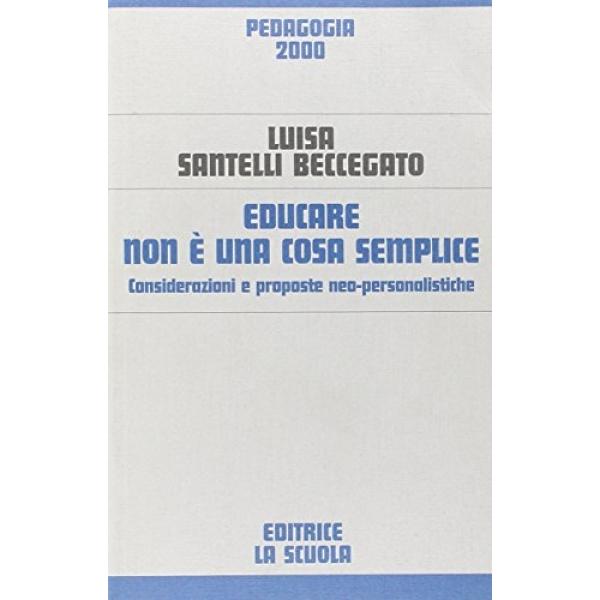 PEDAGOGIA
2000
LUISA
SANTELLI BECCEGATO
EDUCARE
NON È UNA COSA SEMPLICE
Considerazioni e proposte neo-personalistiche
EDITRICE
LA SCUOLA